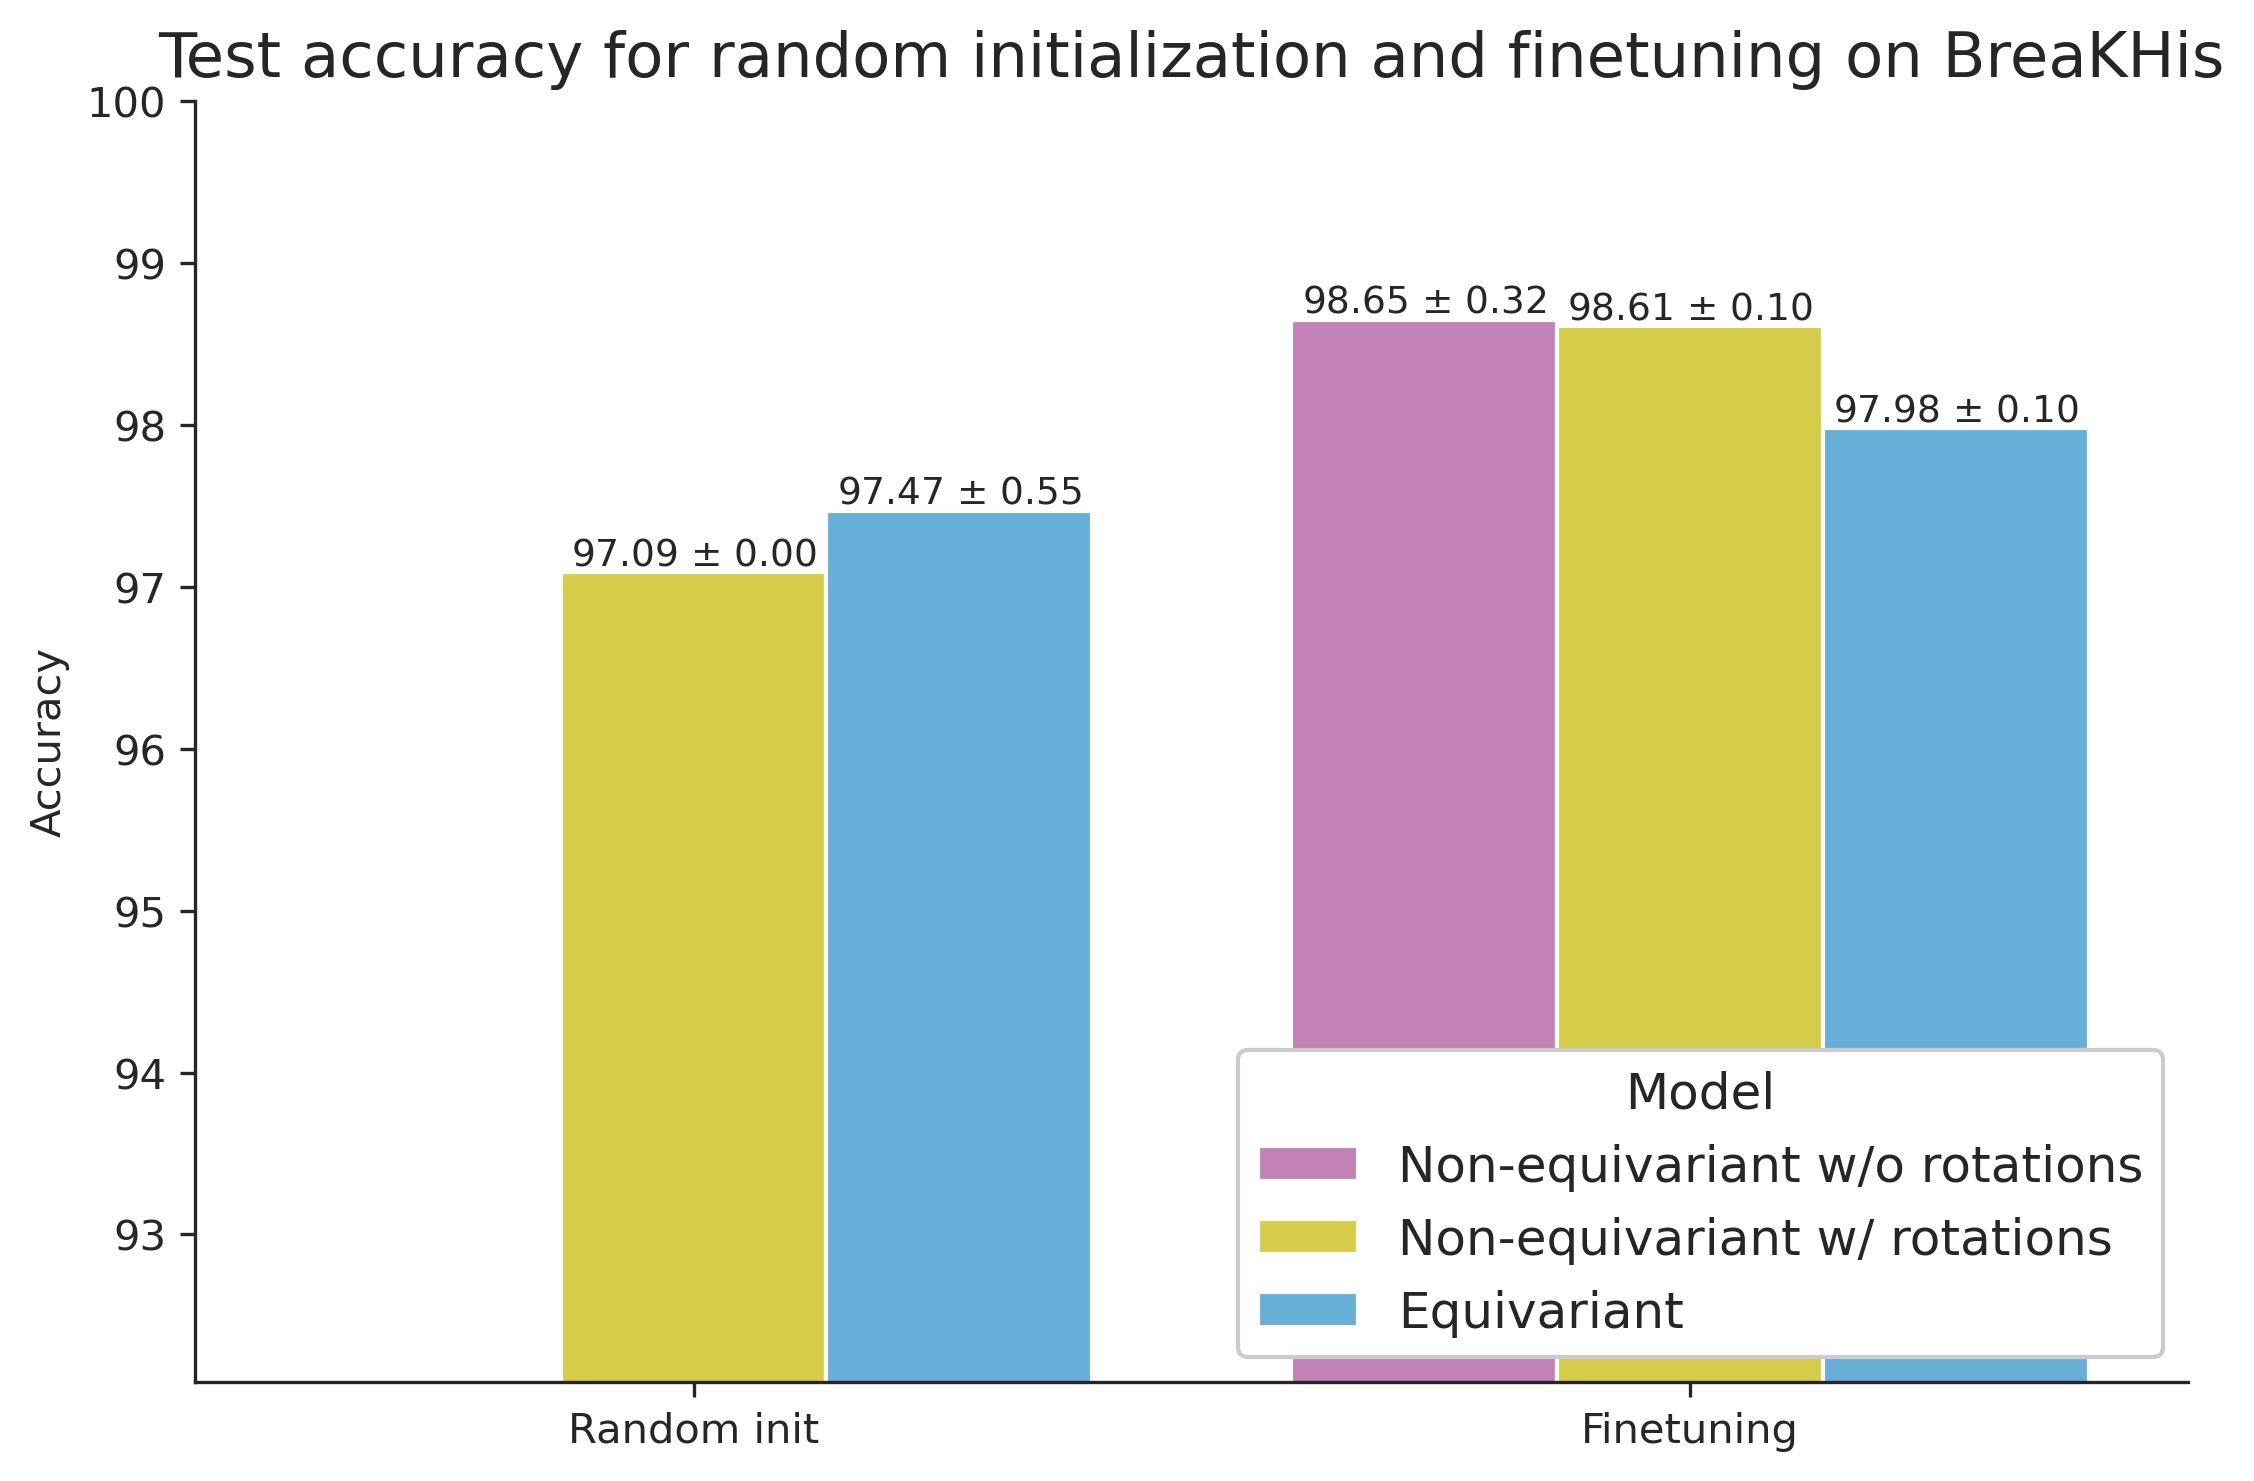 Test accuracy for random initialization and finetuning on BreaKHis
100
99
98
97
96
95
94
93
Accuracy
98.65 ± 0.32
98.61 ± 0.10
97.98 ± 0.10
97.47 ± 0.55
97.09 ± 0.00
Model
Non-equivariant w/o rotations
Non-equivariant w/ rotations
Equivariant
Random init
Finetuning